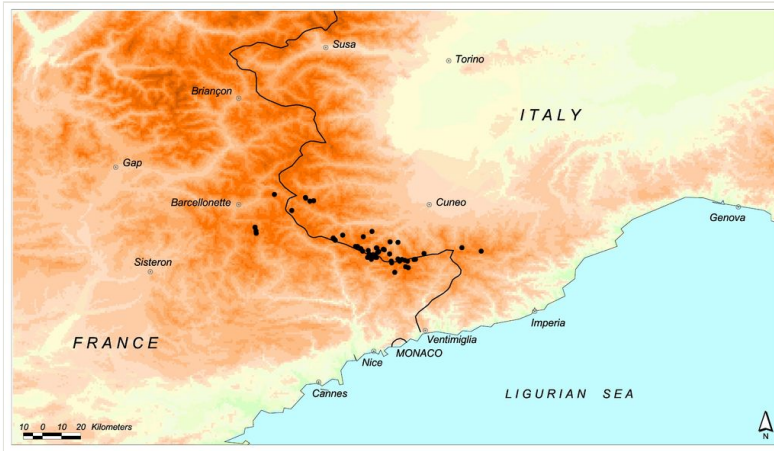 Susa
Torino
Briançon
ITALY
Gap
Barcellonette
Cuneo
Genova
Sisteron
Imperia
FRANCE
Ventimiglia
Nice
MONACO
Cannes
LIGURIAN SEA
10 0 10 20 Kilometers
N